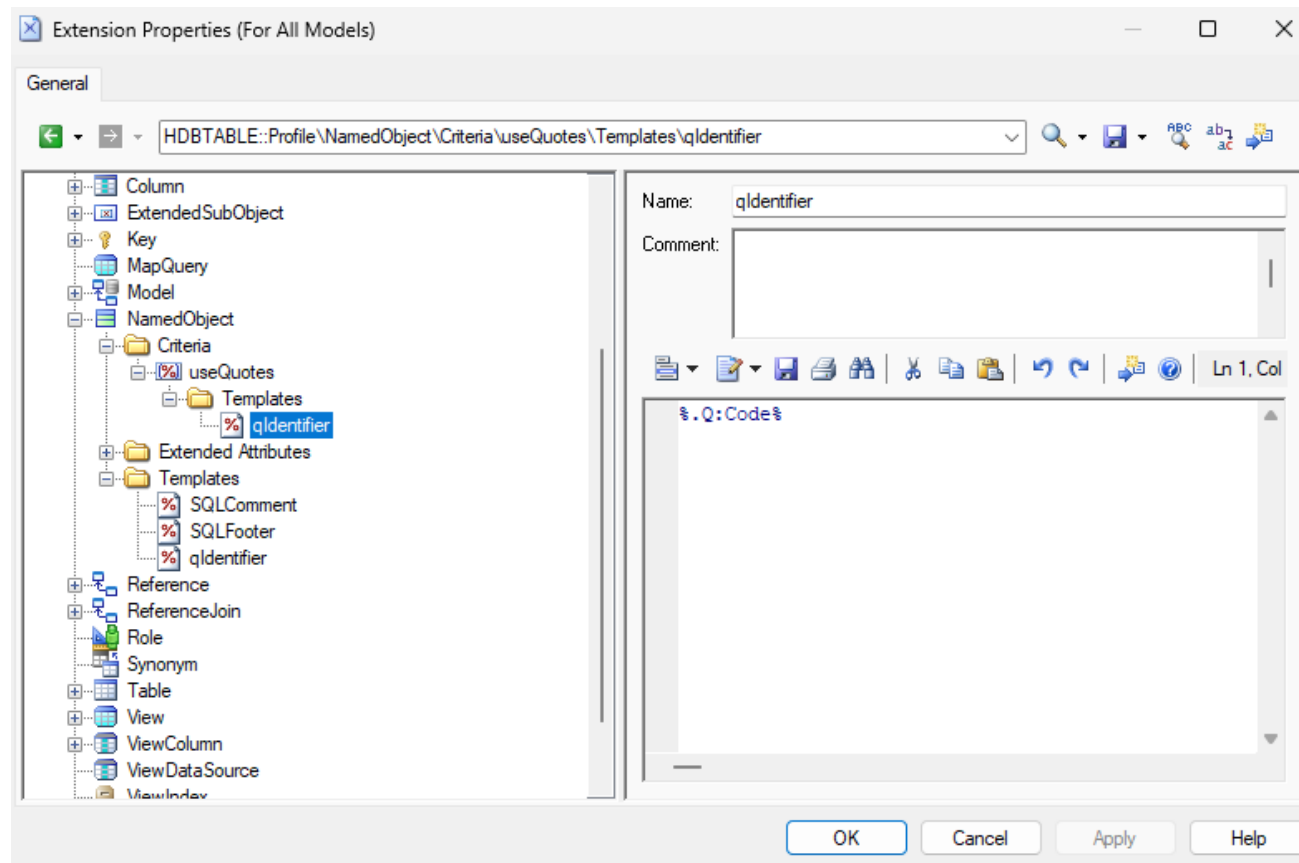 Extension Properties (For All Models)
General
HDBTABLE::Profile\NamedObject\Criteria\useQuotes\Templates\qIdentifier
Column
ExtendedSubObject
Key
MapQuery
Model
NamedObject
Criteria
useQuotes
Templates
qIdentifier
Extended Attributes
Templates
SQLComment
SQLFooter
qIdentifier
Reference
ReferenceJoin
Role
Synonym
Table
View
ViewColumn
ViewDataSource
ViewIndex
Name: qIdentifier
Comment:
Ln 1, Col
%.Q:Code%
OK Cancel Apply Help